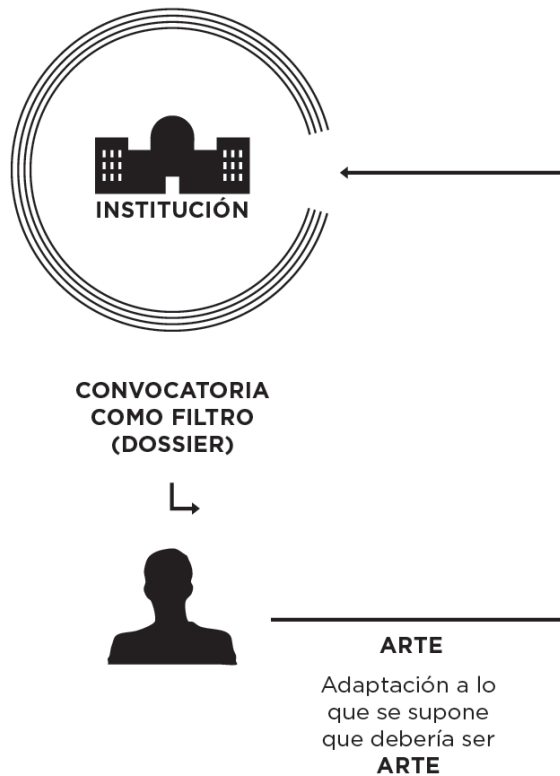 INSTITUCIÓN
CONVOCATORIA
COMO FILTRO
(DOSSIER)
ARTE
Adaptación a lo
que se supone
que debería ser
ARTE